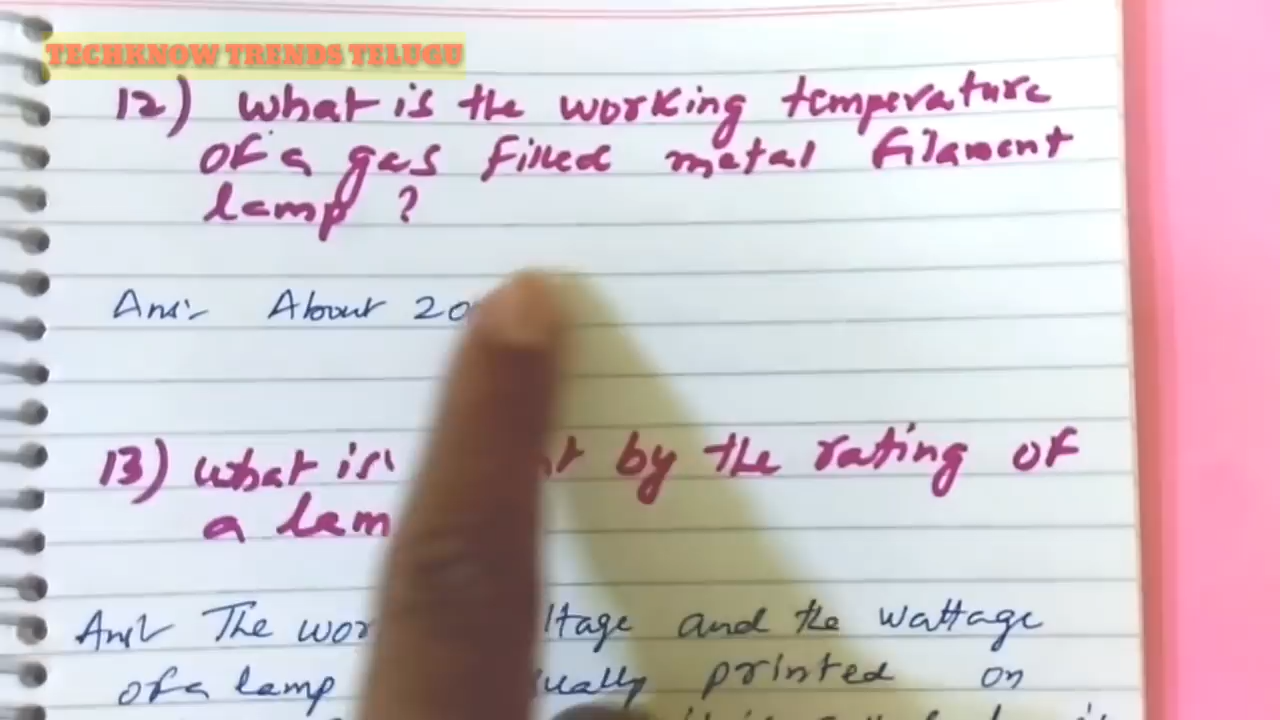 TECHKNOW TRENDS TELUGU
12) What is the working temperature
of a gas filled metal filament
lamp ?
Ans:- About 20
13) what is by the rating of
a lam
Ans:- The wor ltage and the wattage
of a lamp ually printed on